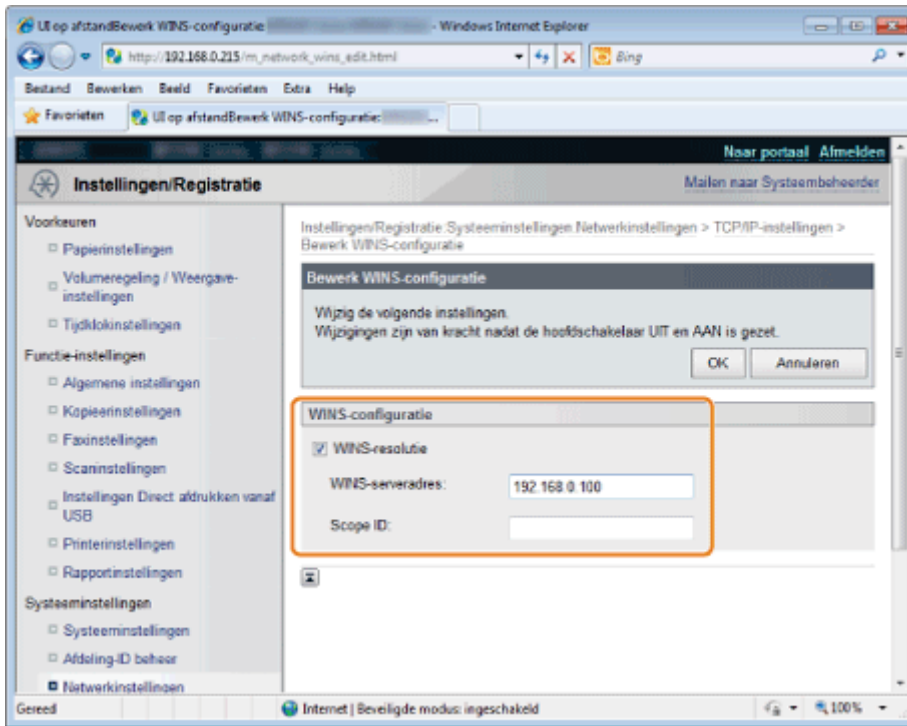 UI op afstandBewerk WINS-configuratie: - Windows Internet Explorer
http://192.168.0.215/m_network_wins_edit.html
Bing
Bestand Bewerken Beeld Favorieten Extra Help
Favorieten UI op afstandBewerk WINS-configuratie: ...
Naar portaal Afmelden
Instellingen/Registratie
Mailen naar Systeembeheerder
Voorkeuren
Papierinstellingen
Volumeregeling / Weergave-
instellingen
Tijdklokinstellingen
Functie-instellingen
Algemene instellingen
Kopieerinstellingen
Faxinstellingen
Scaninstellingen
Instellingen Direct afdrukken vanaf
USB
Printerinstellingen
Rapportinstellingen
Systeeminstellingen
Systeeminstellingen
Afdeling-ID beheer
Netwerkinstellingen
Instellingen/Registratie:Systeeminstellingen:Netwerkinstellingen > TCP/IP-instellingen >
Bewerk WINS-configuratie
Bewerk WINS-configuratie
Wijzig de volgende instellingen.
Wijzigingen zijn van kracht nadat de hoofdschakelaar UIT en AAN is gezet.
OK Annuleren
WINS-configuratie
WINS-resolutie
WINS-serveradres: 192.168.0.100
Scope ID:
Gereed Internet | Beveiligde modus: ingeschakeld 100%